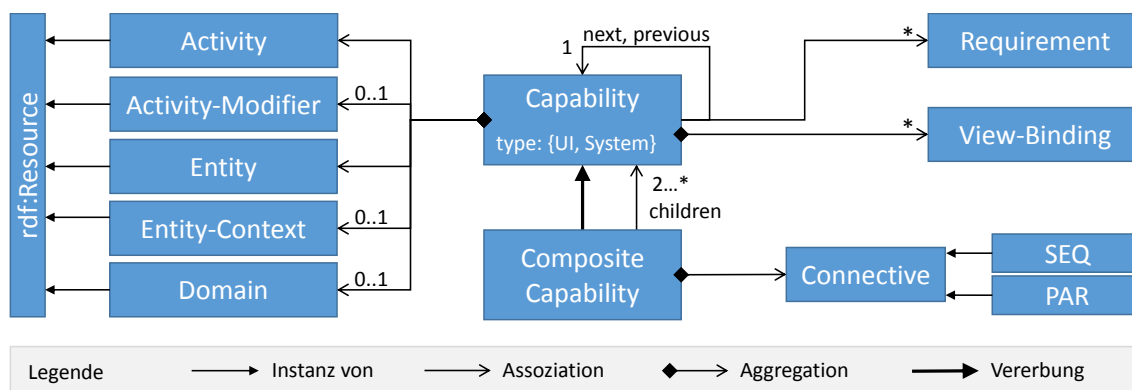 rdf:Resource
Activity
Activity-Modifier
0..1
Entity
Entity-Context
0..1
Domain
0..1
next, previous
1
Capability
type: {UI, System}
2...*
children
Composite
Capability
*
Requirement
*
View-Binding
Connective
SEQ
PAR
Legende
Instanz von
Assoziation
Aggregation
Vererbung